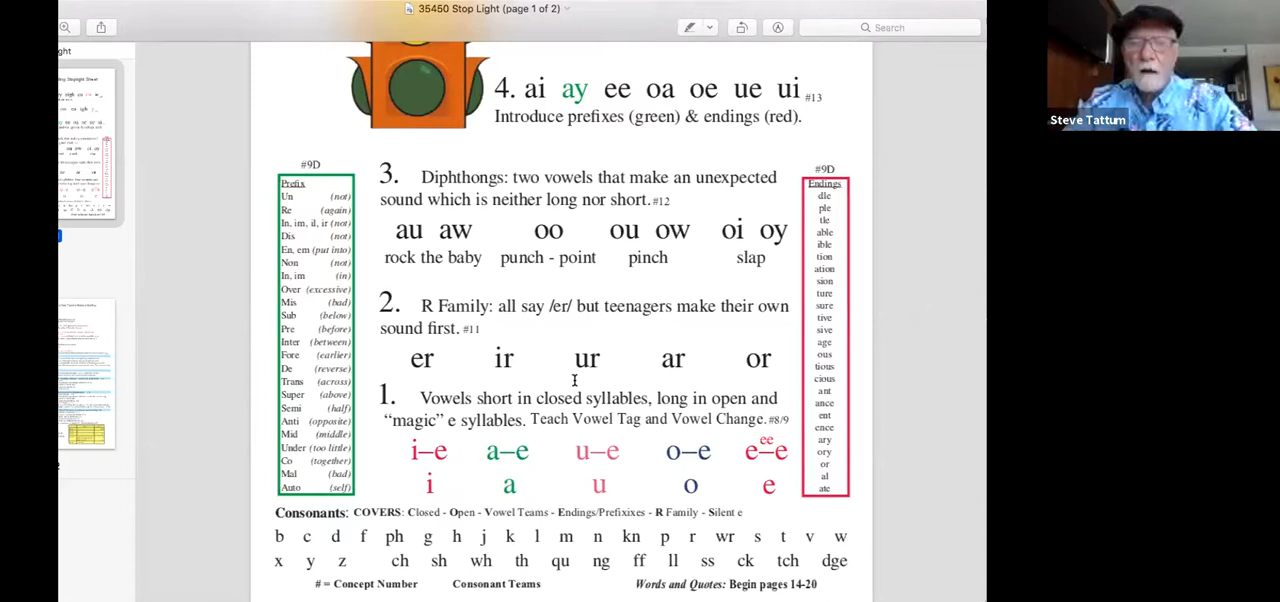 35450 Stop Light (page 1 of 2)
Search
ght
4. ai ay ee oa oe ue ui #13
Introduce prefixes (green) & endings (red).
#9D
Prefix
Un (not)
Re (again)
In, im, il, ir (not)
Dis (not)
En, em (put into)
Non (not)
In, im (in)
Over (excessive)
Mis (bad)
Sub (below)
Pre (before)
Inter (between)
Fore (earlier)
De (reverse)
Trans (across)
Super (above)
Semi (half)
Anti (opposite)
Mid (middle)
Under (too little)
Co (together)
Mal (bad)
Auto (self)
3. Diphthongs: two vowels that make an unexpected
sound which is neither long nor short. #12
au aw oo ou ow oi oy
rock the baby punch - point pinch slap
2. R Family: all say /er/ but teenagers make their own
sound first. #11
er ir ur ar or
1. Vowels short in closed syllables, long in open and
“magic” e syllables. Teach Vowel Tag and Vowel Change. #8/9
ee
i–e a–e u–e o–e e–e
i a u o e
#9D
Endings
dle
ple
tle
able
ible
tion
ation
sion
ture
sure
tive
sive
age
ous
tious
cious
ant
ance
ent
ence
ary
ory
or
al
ate
Consonants: COVERS: Closed - Open - Vowel Teams - Endings/Prefixixes - R Family - Silent e
b c d f ph g h j k l m n kn p r wr s t v w
x y z ch sh wh th qu ng ff ll ss ck tch dge
# = Concept Number Consonant Teams Words and Quotes: Begin pages 14-20
Steve Tattum